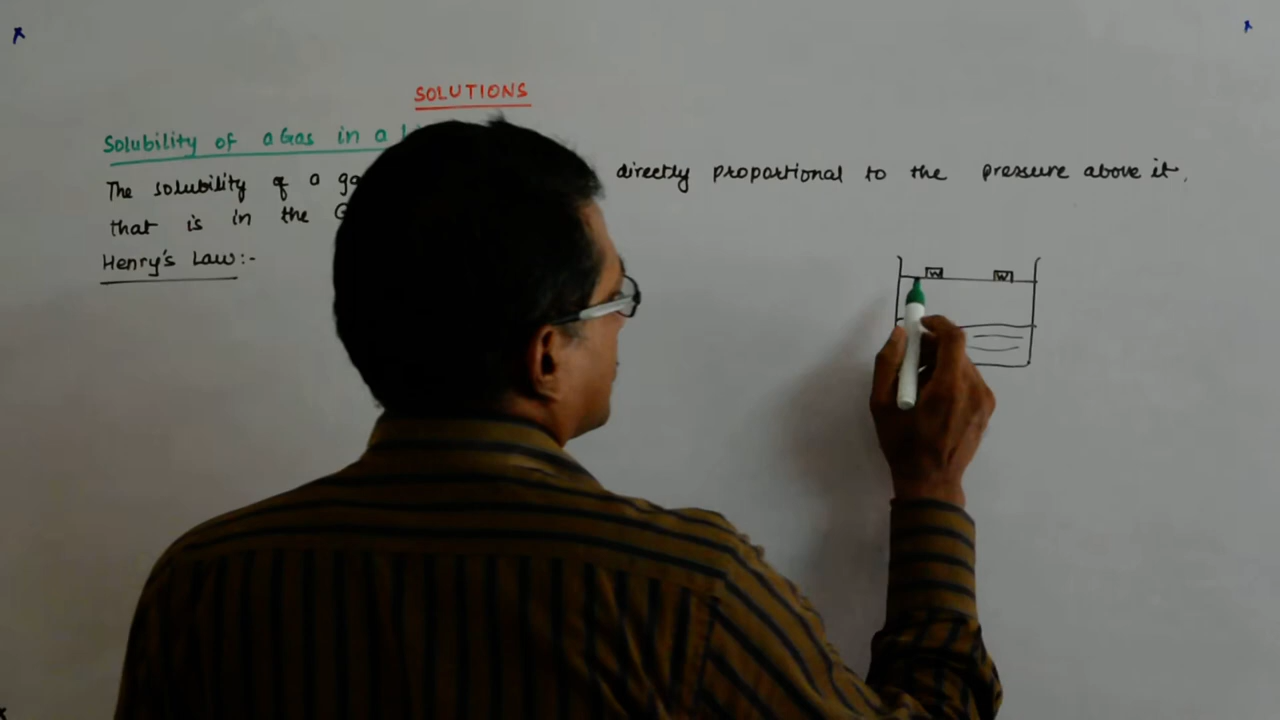 SOLUTIONS
Solubility of a Gas in a
The solubility of a directly proportional to the pressure above it.
that is in the
Henry's Law:-
W W